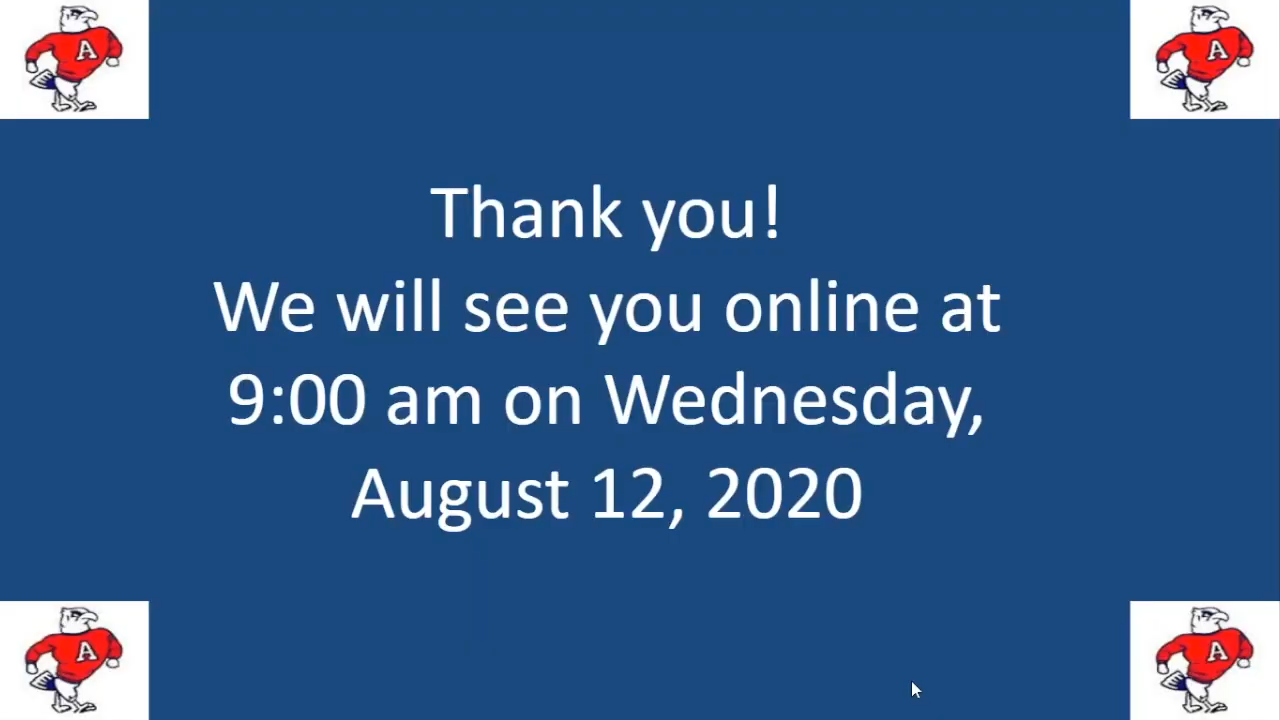 A
A
Thank you!
We will see you online at
9:00 am on Wednesday,
August 12, 2020
A
A